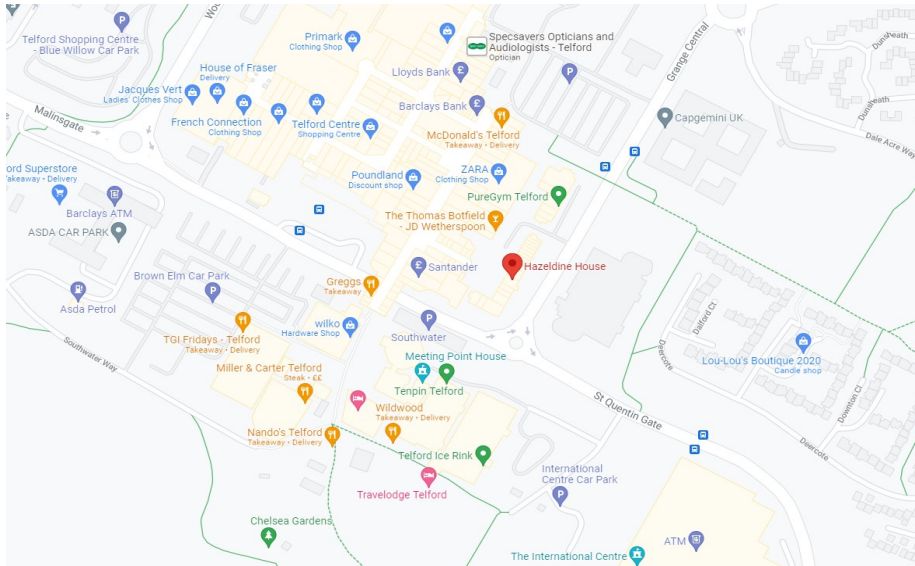 Telford Shopping Centre
- Blue Willow Car Park
P
Primark
Clothing Shop
Specsavers Opticians and
Audiologists - Telford
Optician
House of Fraser
Delivery
Lloyds Bank
£
P
Grange Central
Dunsheath
Dunsheath
Jacques Vert
Ladies' Clothes Shop
Malinsgate
French Connection
Clothing Shop
Telford Centre
Shopping Centre
Barclays Bank
£
McDonald's Telford
Takeaway • Delivery
Capgemini UK
Dale Acre Way
ord Superstore
Takeaway • Delivery
Poundland
Discount shop
ZARA
Clothing Shop
PureGym Telford
Barclays ATM
ASDA CAR PARK
The Thomas Botfield
- JD Wetherspoon
Santander
£
Hazeldine House
Brown Elm Car Park
P
Asda Petrol
Greggs
Takeaway
wilko
Hardware Shop
P
Southwater
Dalford Ct
Deercote
Lou-Lou's Boutique 2020
Candle shop
TGI Fridays - Telford
Takeaway • Delivery
Southwater Way
Meeting Point House
Miller & Carter Telford
Steak • ££
Tenpin Telford
Downton Ct
Wildwood
Takeaway • Delivery
St Quentin Gate
Nando's Telford
Takeaway • Delivery
Deercote
Telford Ice Rink
International
Centre Car Park
P
Travelodge Telford
Chelsea Gardens
ATM
The International Centre